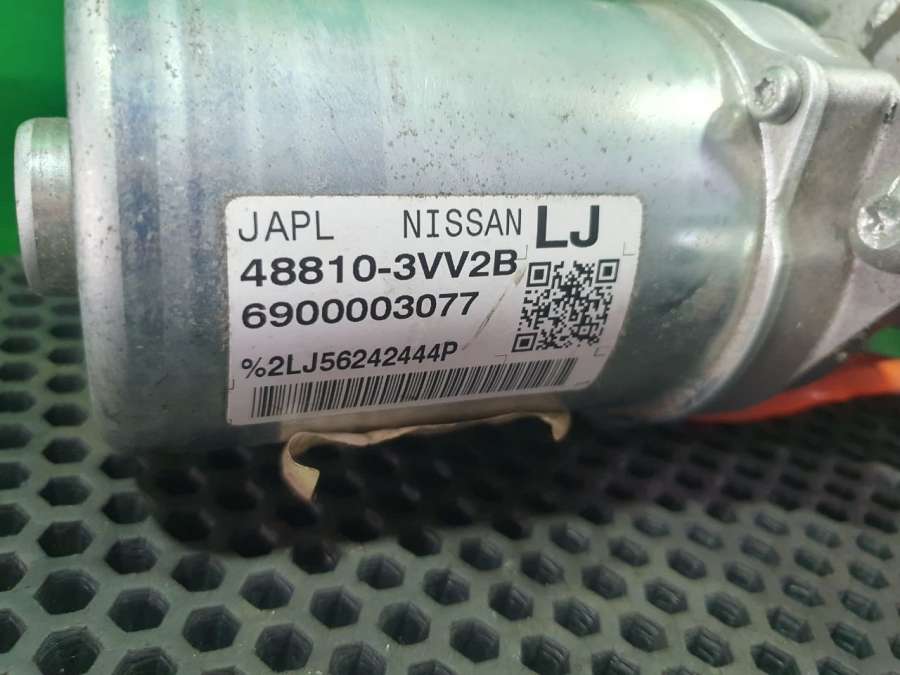 JAPL NISSAN LJ
48810-3VV2B
6900003077
%2LJ56242444P